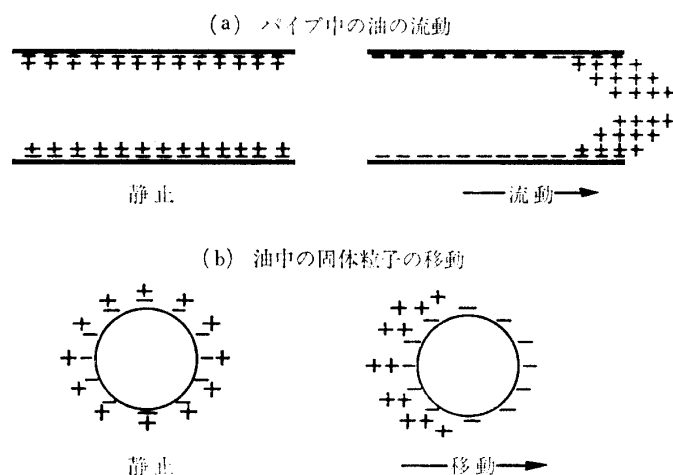 (a) パイプ中の油の流動
静止
流動
(b) 油中の固体粒子の移動
静止
移動